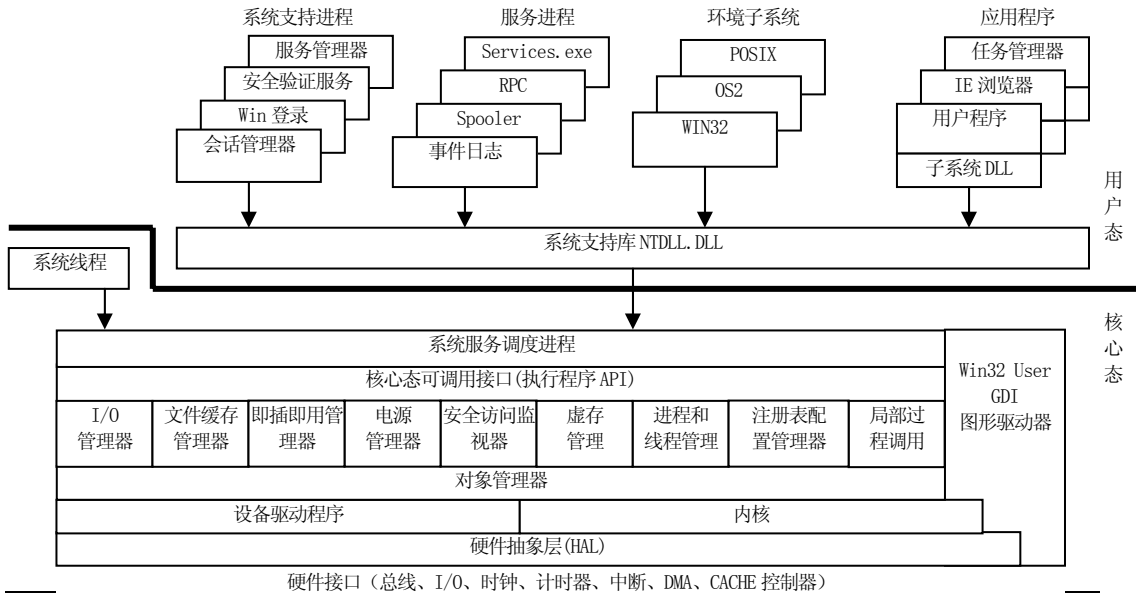 系统支持进程
服务进程
环境子系统
应用程序
服务管理器
安全验证服务
Win 登录
会话管理器
Services.exe
RPC
Spooler
事件日志
POSIX
OS2
WIN32
任务管理器
IE 浏览器
用户程序
子系统 DLL
用户态
系统支持库 NTDLL.DLL
系统线程
核心态
系统服务调度进程
核心态可调用接口(执行程序 API)
I/O
管理器
文件缓存
管理器
即插即用管
理器
电源
管理器
安全访问监
视器
虚存
管理
进程和
线程管理
注册表配
置管理器
局部过
程调用
Win32 User
GDI
图形驱动器
对象管理器
设备驱动程序
内核
硬件抽象层(HAL)
硬件接口（总线、I/O、时钟、计时器、中断、DMA、CACHE 控制器）